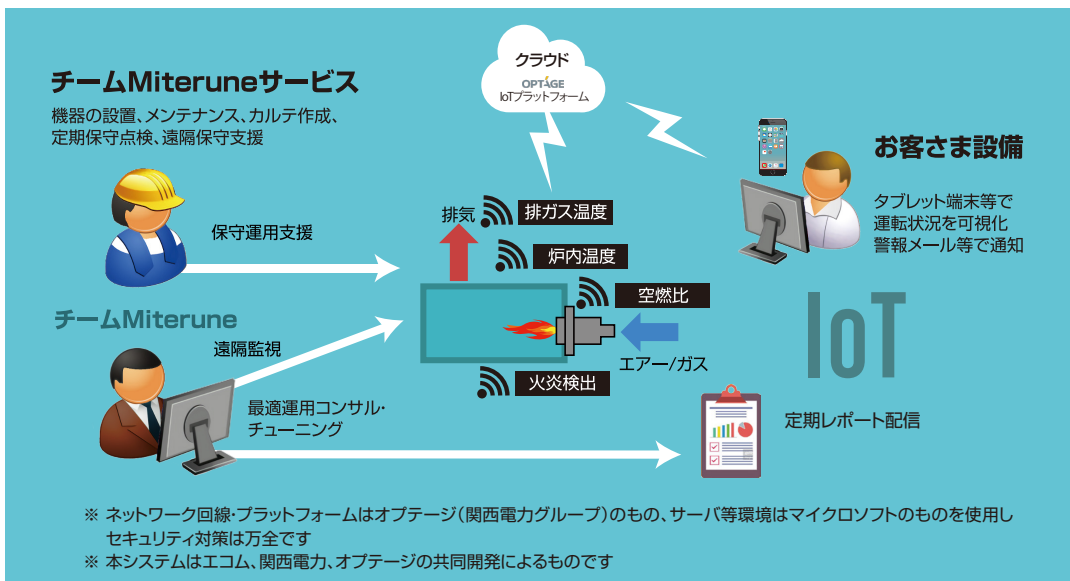 クラウド
OPTAGE
IoTプラットフォーム
チームMiteruneサービス
機器の設置、メンテナンス、カルテ作成、
定期保守点検、遠隔保守支援
お客さま設備
タブレット端末等で
運転状況を可視化
警報メール等で通知
保守運用支援
排気
排ガス温度
炉内温度
空燃比
エアー/ガス
火炎検出
IoT
チームMiterune
遠隔監視
最適運用コンサル・
チューニング
定期レポート配信
※ ネットワーク回線・プラットフォームはオプテージ(関西電力グループ)のもの、サーバ等環境はマイクロソフトのものを使用し
セキュリティ対策は万全です
※ 本システムはエコム、関西電力、オプテージの共同開発によるものです